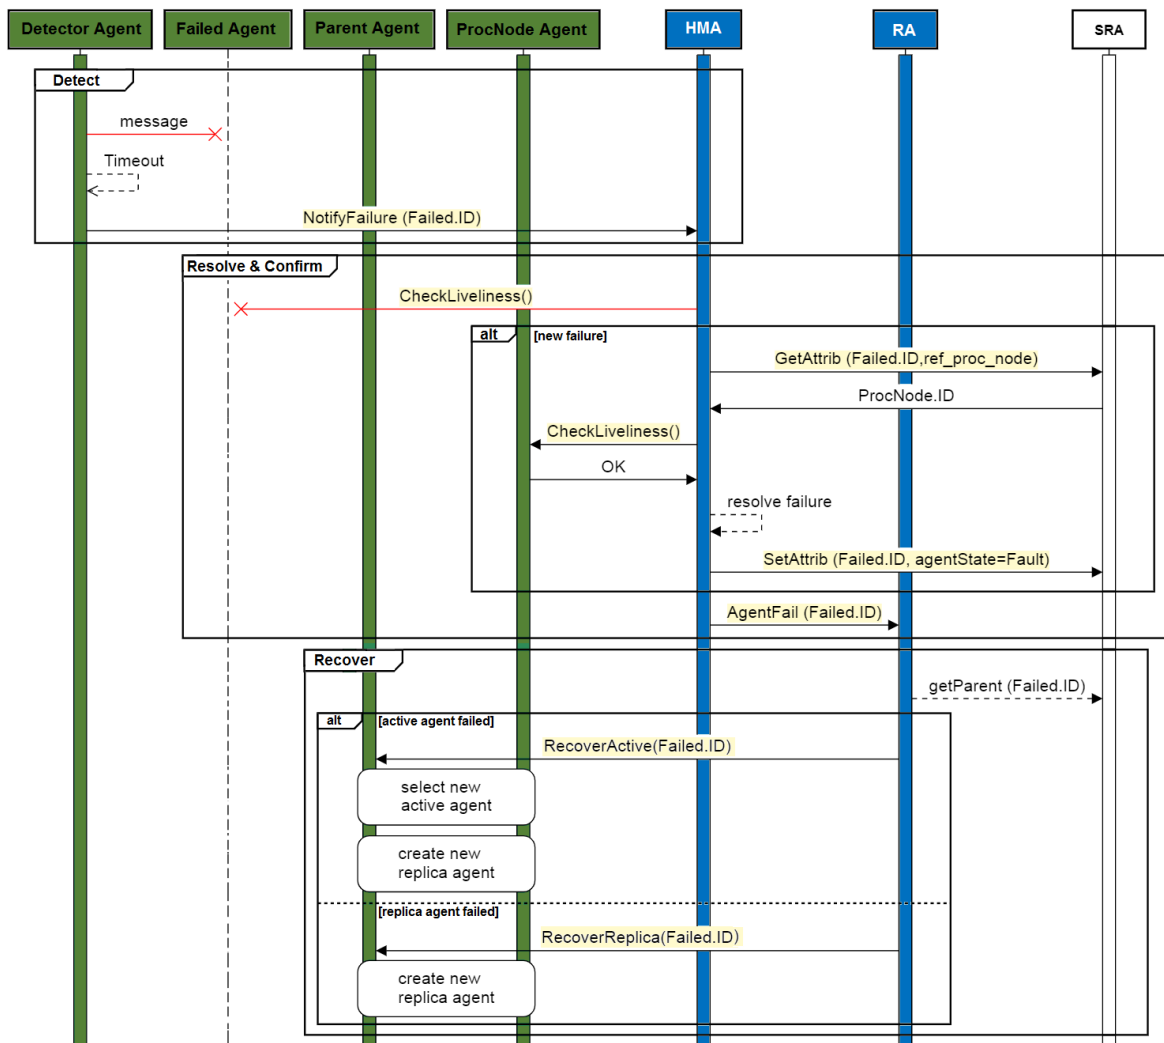 Detector Agent
Failed Agent
Parent Agent
ProcNode Agent
HMA
RA
SRA
Detect
message
Timeout
NotifyFailure (Failed.ID)
Resolve & Confirm
CheckLiveliness()
alt
[new failure]
GetAttrib (Failed.ID,ref_proc_node)
ProcNode.ID
CheckLiveliness()
OK
resolve failure
SetAttrib (Failed.ID, agentState=Fault)
AgentFail (Failed.ID)
Recover
getParent (Failed.ID)
alt
[active agent failed]
RecoverActive(Failed.ID)
select new
active agent
create new
replica agent
[replica agent failed]
RecoverReplica(Failed.ID)
create new
replica agent